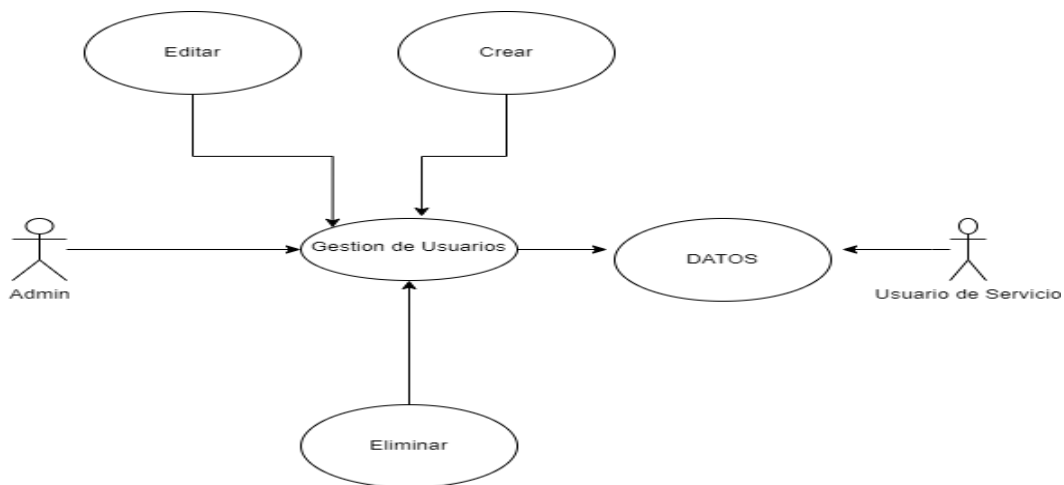 Editar
Crear
Gestion de Usuarios
DATOS
Admin
Usuario de Servicio
Eliminar